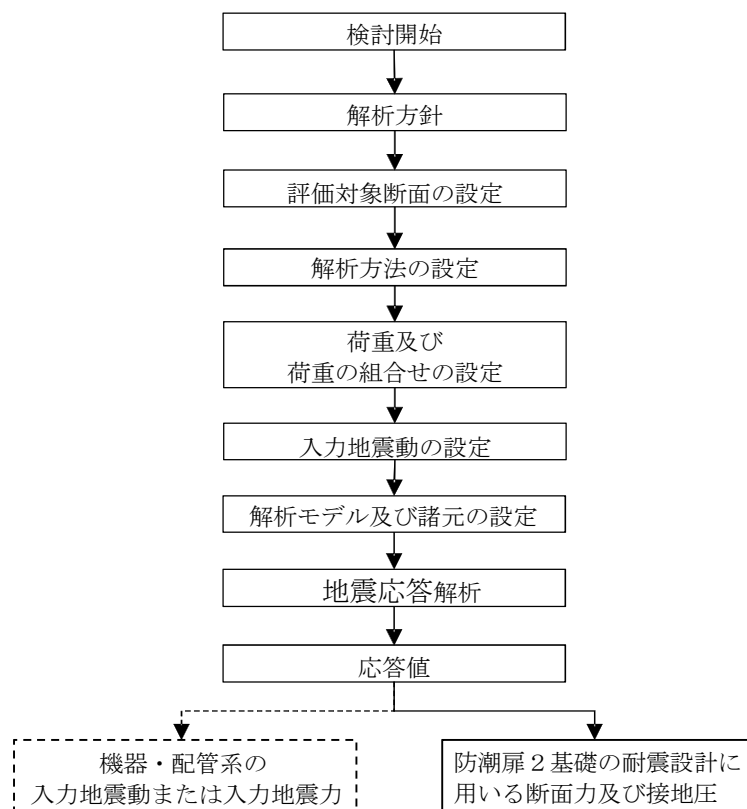 検討開始
解析方針
評価対象断面の設定
解析方法の設定
荷重及び
荷重の組合せの設定
入力地震動の設定
解析モデル及び諸元の設定
地震応答解析
応答値
機器・配管系の
入力地震動または入力地震力
防潮扉２基礎の耐震設計に
用いる断面力及び接地圧